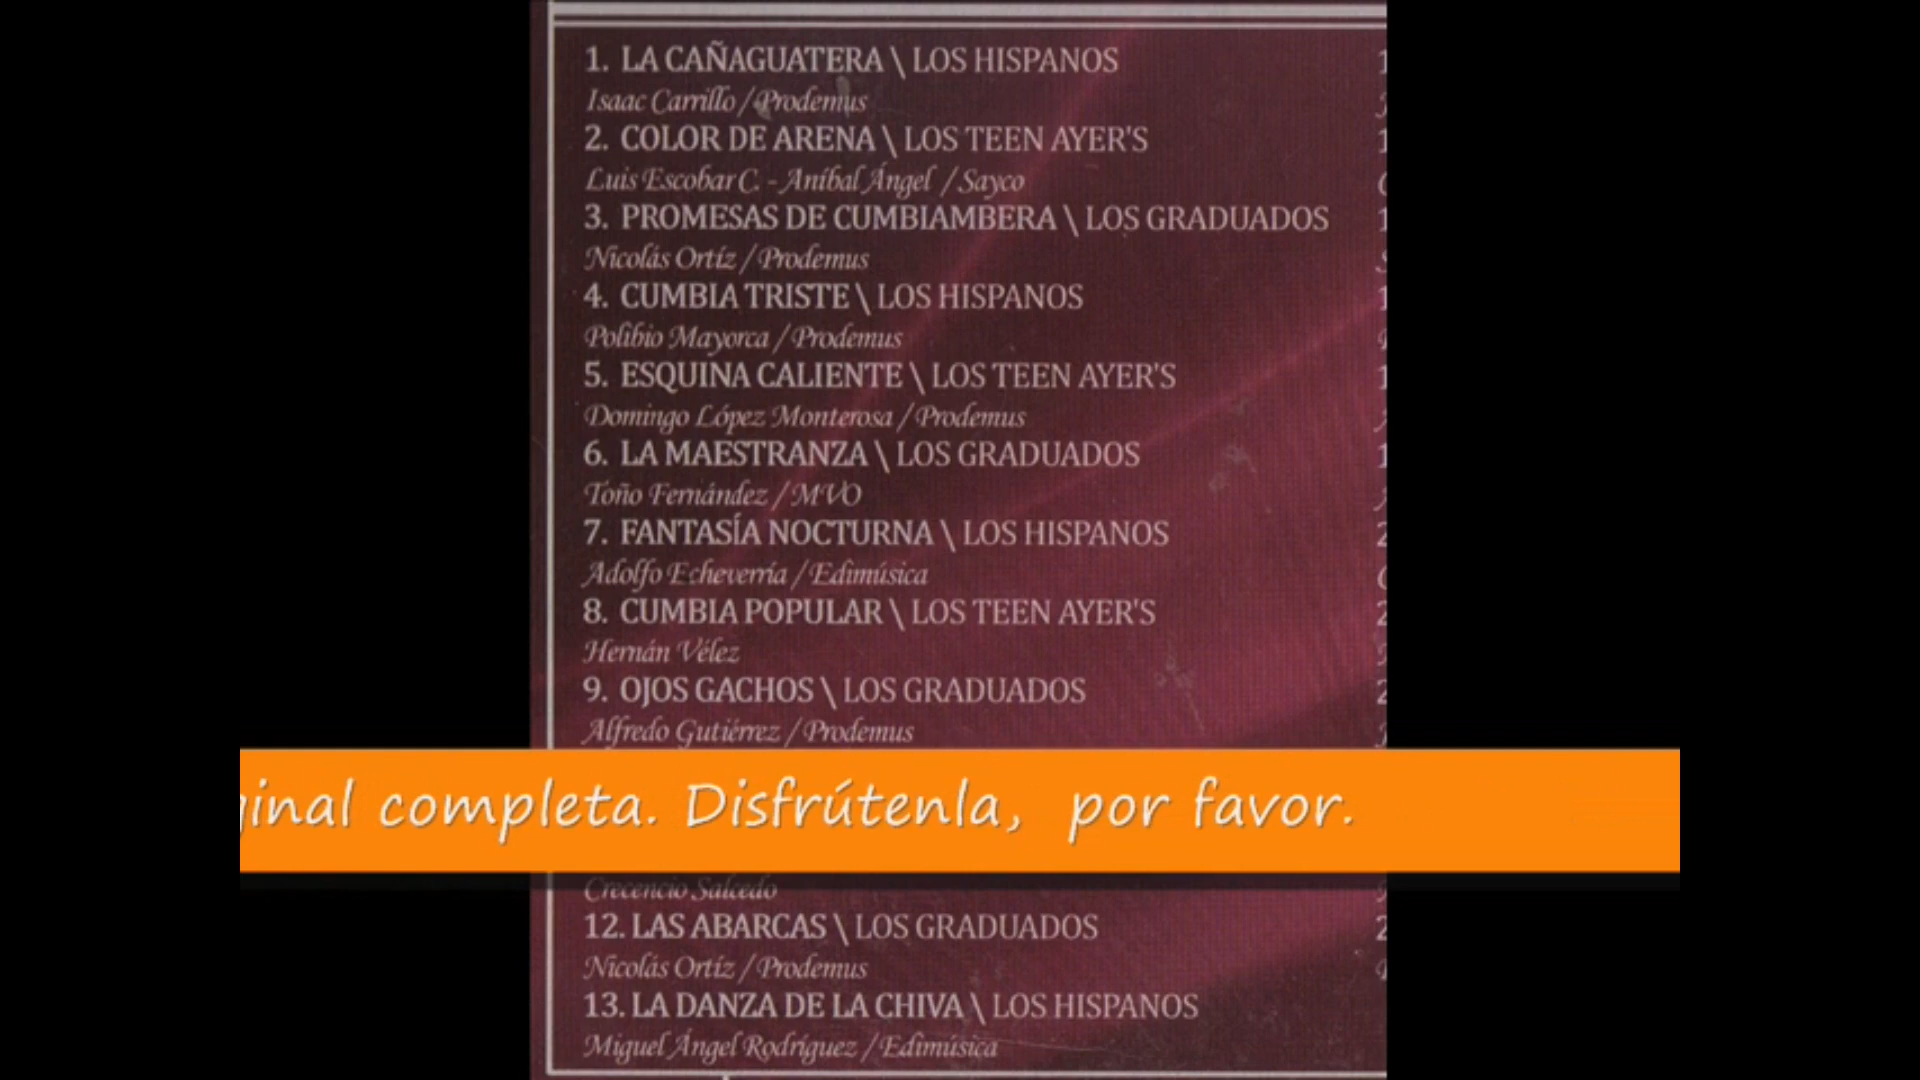 1. LA CAÑAGUATERA \ LOS HISPANOS
Isaac Carrillo / Prodemus
2. COLOR DE ARENA \ LOS TEEN AYER'S
Luis Escobar C. - Aníbal Ángel / Sayco
3. PROMESAS DE CUMBIAMBERA \ LOS GRADUADOS
Nicolás Ortíz / Prodemus
4. CUMBIA TRISTE \ LOS HISPANOS
Polibio Mayorca / Prodemus
5. ESQUINA CALIENTE \ LOS TEEN AYER'S
Domingo López Monterosa / Prodemus
6. LA MAESTRANZA \ LOS GRADUADOS
Toño Fernández / MVO
7. FANTASÍA NOCTURNA \ LOS HISPANOS
Adolfo Echeverría / Edimúsica
8. CUMBIA POPULAR \ LOS TEEN AYER'S
Hernán Vélez
9. OJOS GACHOS \ LOS GRADUADOS
Alfredo Gutiérrez / Prodemus
ginal completa. Disfrútenla, por favor.
Crecencio Salcedo
12. LAS ABARCAS \ LOS GRADUADOS
Nicolás Ortíz / Prodemus
13. LA DANZA DE LA CHIVA \ LOS HISPANOS
Miguel Ángel Rodríguez / Edimúsica